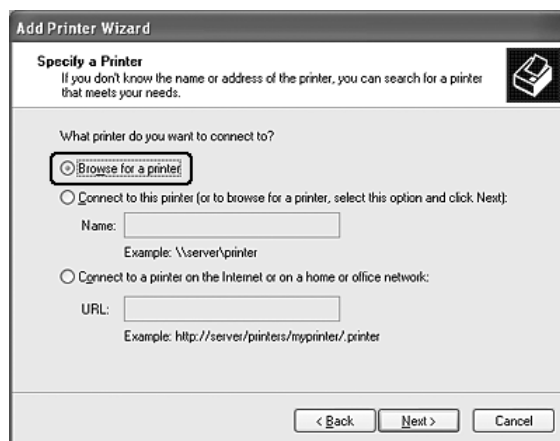 Add Printer Wizard
Specify a Printer
If you don't know the name or address of the printer, you can search for a printer
that meets your needs.
What printer do you want to connect to?
Browse for a printer
Connect to this printer (or to browse for a printer, select this option and click Next):
Name:
Example: \\server\printer
Connect to a printer on the Internet or on a home or office network:
URL:
Example: http://server/printers/myprinter/.printer
< Back Next > Cancel